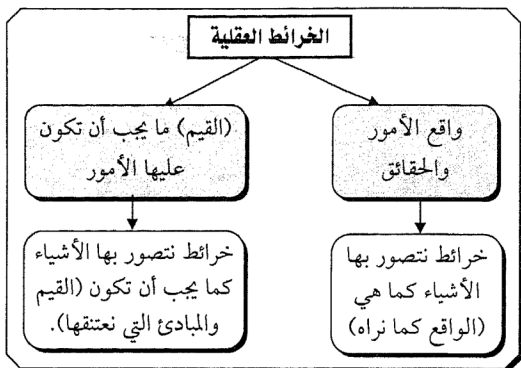 الخرائط العقلية
واقع الأمور
والحقائق
(القيم) ما يجب أن تكون
عليها الأمور
خرائط نتصور بها
الأشياء كما هي
(الواقع كما نراه)
خرائط نتصور بها الأشياء
كما يجب أن تكون (القيم
والمبادئ التي نعتنقها).